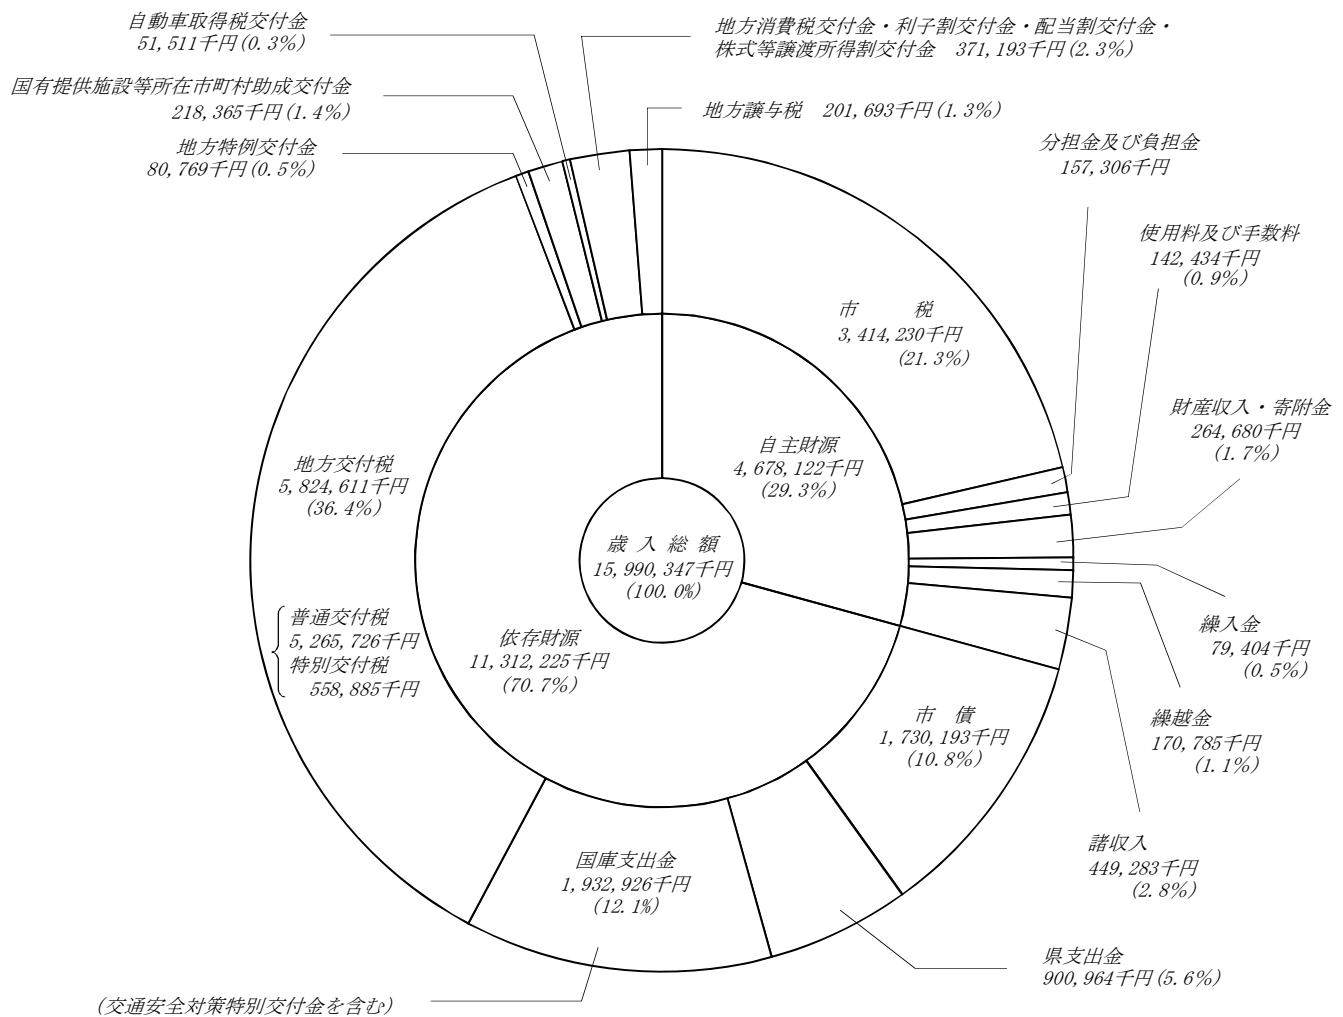 自動車取得税交付金
51,511千円(0.3%)
地方消費税交付金・利子割交付金・配当割交付金・
株式等譲渡所得割交付金　371,193千円(2.3%)
国有提供施設等所在市町村助成交付金
218,365千円(1.4%)
地方譲与税　201,693千円(1.3%)
地方特例交付金
80,769千円(0.5%)
分担金及び負担金
157,306千円
使用料及び手数料
142,434千円
(0.9%)
市　　　税
3,414,230千円
(21.3%)
財産収入・寄附金
264,680千円
(1.7%)
自主財源
4,678,122千円
(29.3%)
地方交付税
5,824,611千円
(36.4%)
歳 入 総 額
15,990,347千円
(100.0%)
普通交付税
5,265,726千円
特別交付税
558,885千円
依存財源
11,312,225千円
(70.7%)
繰入金
79,404千円
(0.5%)
繰越金
170,785千円
(1.1%)
市　債
1,730,193千円
(10.8%)
諸収入
449,283千円
(2.8%)
国庫支出金
1,932,926千円
(12.1%)
県支出金
900,964千円(5.6%)
(交通安全対策特別交付金を含む)